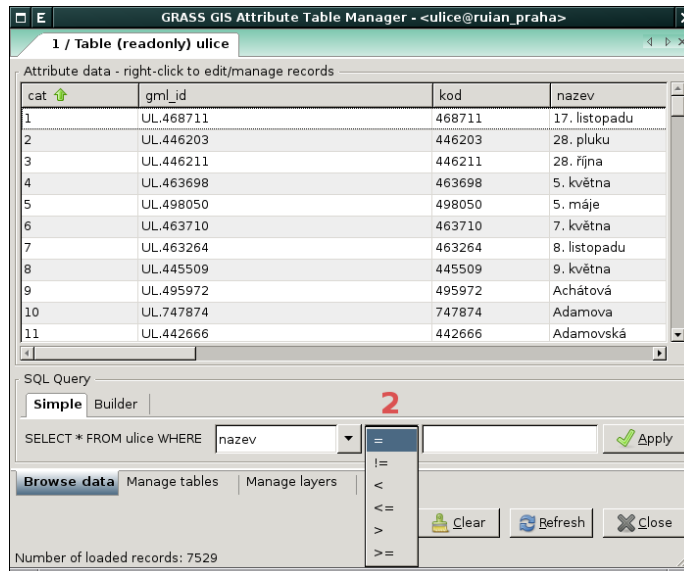 E GRASS GIS Attribute Table Manager - <ulice@ruian_praha>
1 / Table (readonly) ulice
Attribute data - right-click to edit/manage records
cat gml_id kod nazev
1 UL.468711 468711 17. listopadu
2 UL.446203 446203 28. pluku
3 UL.446211 446211 28. října
4 UL.463698 463698 5. května
5 UL.498050 498050 5. máje
6 UL.463710 463710 7. května
7 UL.463264 463264 8. listopadu
8 UL.445509 445509 9. května
9 UL.495972 495972 Achátová
10 UL.747874 747874 Adamova
11 UL.442666 442666 Adamovská
SQL Query
Simple Builder
2
SELECT * FROM ulice WHERE nazev = Apply
!=
<
<=
>
>=
Browse data Manage tables Manage layers
Clear Refresh Close
Number of loaded records: 7529